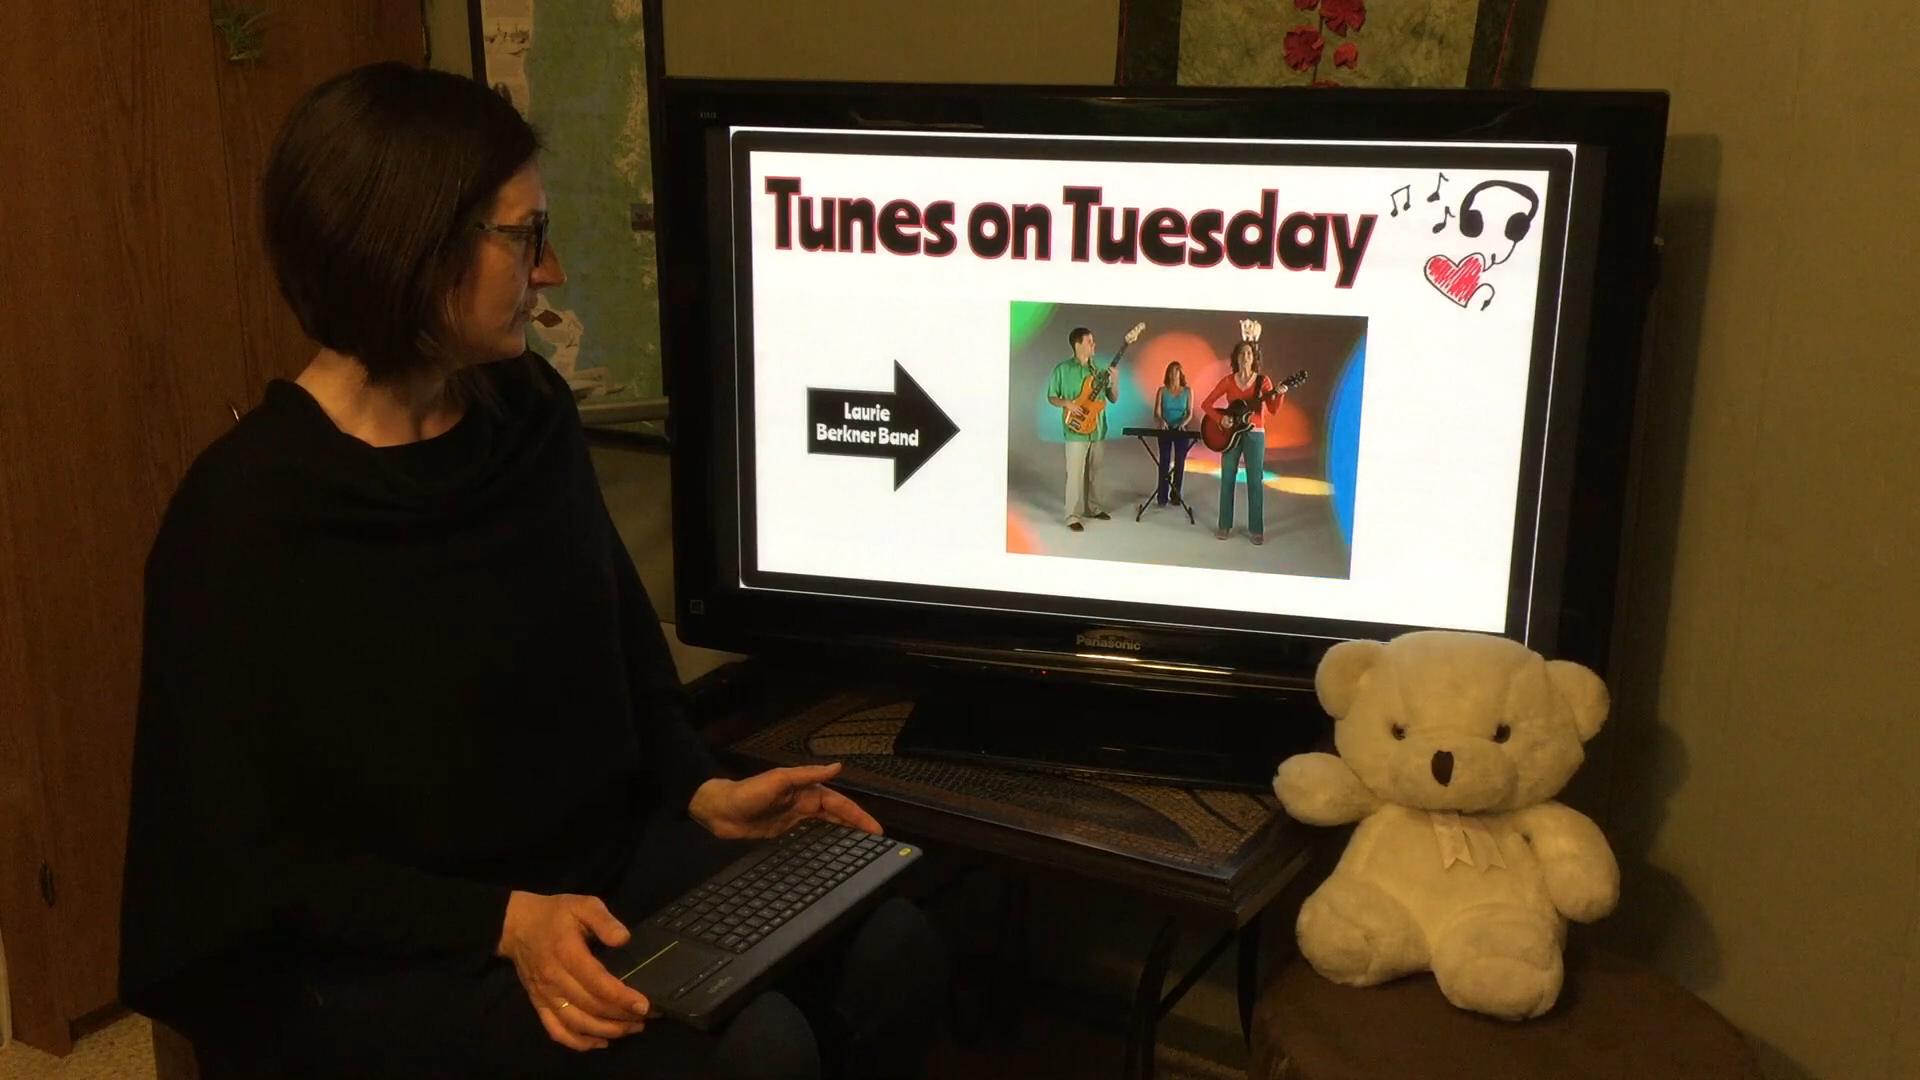 Tunes on Tuesday
Laurie
Berkner Band
Panasonic